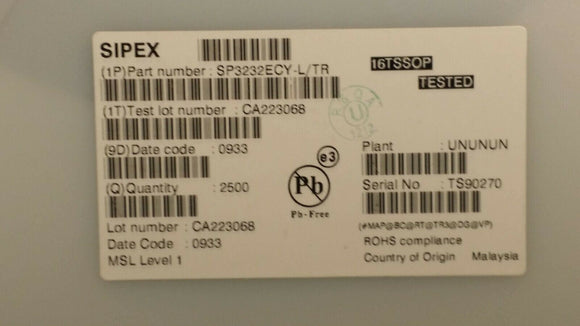 SIPEX
(1P)Part number : SP3232ECY-L/TR
16TSSOP
TESTED
(1T)Test lot number : CA223068
(9D)Date code : 0933
Plant : UNUNUN
e3
(Q)Quantity : 2500
Pb
Serial No : TS90270
Pb-Free
Lot number : CA223068
(#MAP@BC@RT@TR3@DG@VP)
Date Code : 0933
ROHS compliance
MSL Level 1
Country of Origin Malaysia